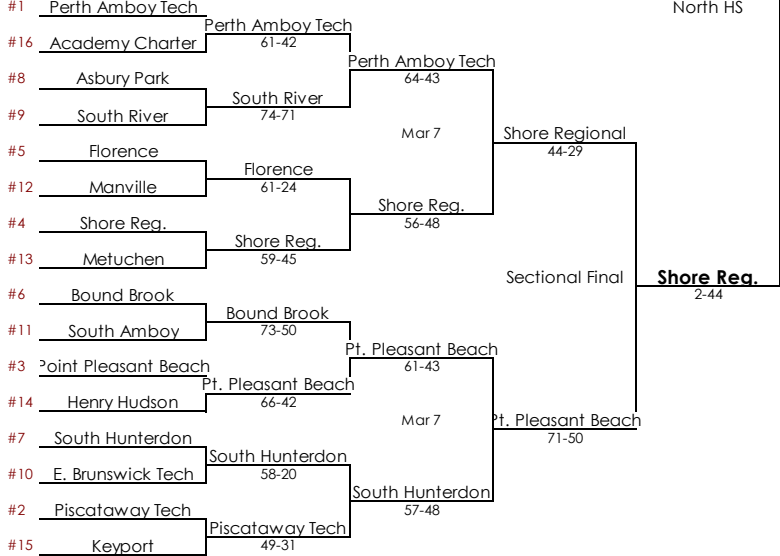 #1 Perth Amboy Tech
North HS
Perth Amboy Tech
#16 Academy Charter
61-42
Perth Amboy Tech
#8 Asbury Park
64-43
South River
#9 South River
74-71
Mar 7
Shore Regional
#5 Florence
44-29
Florence
#12 Manville
61-24
Shore Reg.
#4 Shore Reg.
56-48
Shore Reg.
#13 Metuchen
59-45
Sectional Final
Shore Reg.
#6 Bound Brook
2-44
Bound Brook
#11 South Amboy
73-50
Pt. Pleasant Beach
#3 Point Pleasant Beach
61-43
Pt. Pleasant Beach
#14 Henry Hudson
66-42
Mar 7
Pt. Pleasant Beach
#7 South Hunterdon
71-50
South Hunterdon
#10 E. Brunswick Tech
58-20
South Hunterdon
#2 Piscataway Tech
57-48
Piscataway Tech
#15 Keyport
49-31